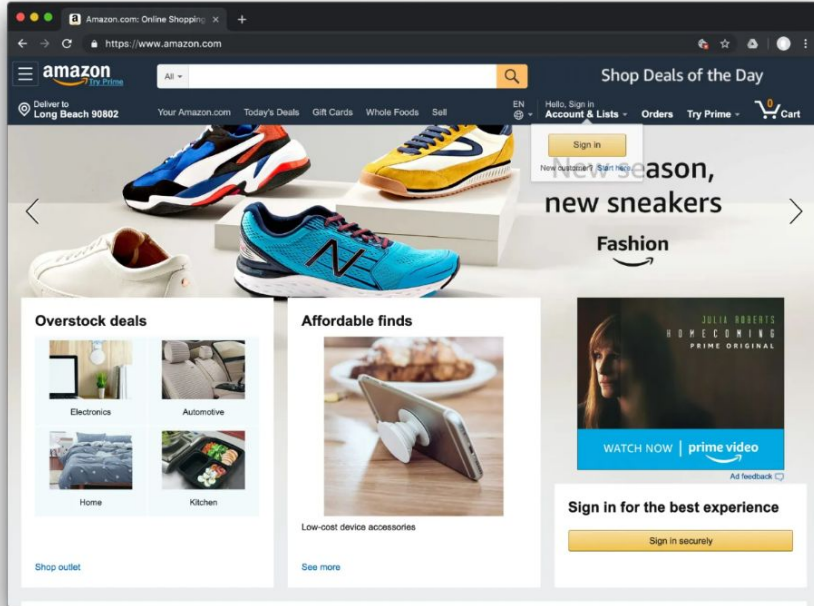 Amazon.com: Online Shopping
https://www.amazon.com
amazon
Try Prime
All
Shop Deals of the Day
Deliver to
Long Beach 90802
Your Amazon.com Today's Deals Gift Cards Whole Foods Sell
EN
Hello, Sign in
Account & Lists
Orders
Try Prime
0
Cart
Sign in
New customer? Start here.
New season,
new sneakers
Fashion
Overstock deals
Electronics
Automotive
Home
Kitchen
Shop outlet
Affordable finds
Low-cost device accessories
See more
JULIA ROBERTS
HOMECOMING
PRIME ORIGINAL
WATCH NOW | prime video
Ad feedback
Sign in for the best experience
Sign in securely